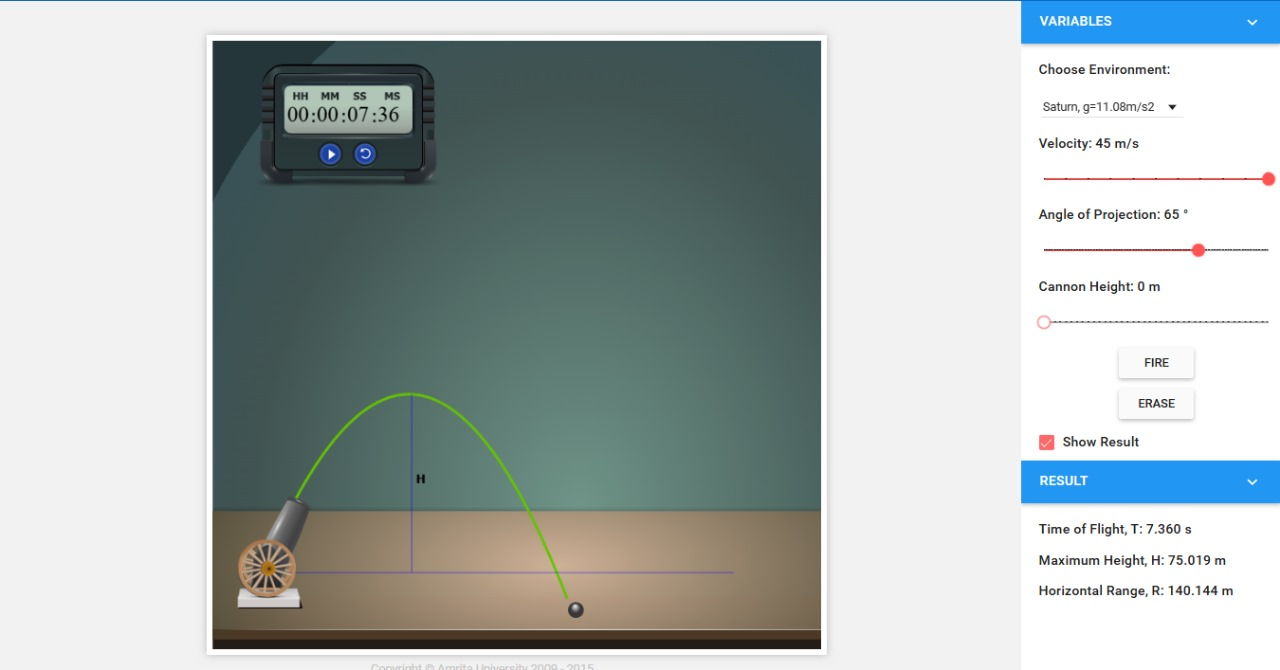 HH MM SS MS
00:00:07:36
H
Copyright © Amrita University 2009 - 2015
VARIABLES
Choose Environment:
Saturn, g=11.08m/s2
Velocity: 45 m/s
Angle of Projection: 65 °
Cannon Height: 0 m
FIRE
ERASE
Show Result
RESULT
Time of Flight, T: 7.360 s
Maximum Height, H: 75.019 m
Horizontal Range, R: 140.144 m